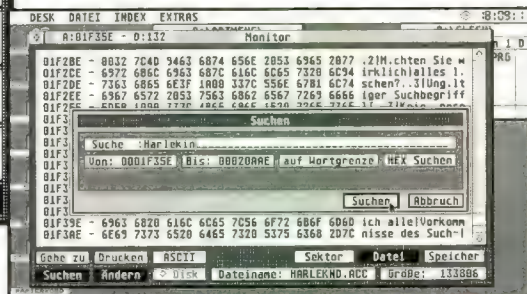 DESK DATEI INDEX EXTRAS
A:01F35E - D:132 Monitor
01F2BE - 8032 7C4D 9463 6874 656E 2053 6965 2077 .2|M.chten Sie w
01F2CE - 6972 686C 6963 687C 616C 6C65 7320 6C94 irklich|alles l.
01F2DE - 7363 6865 6E3F 1A08 337C 556E 6781 6C74 schen?..3|Ung.lt
01F2EE - 6967 6572 2053 7563 6862 6567 7269 6666 iger Suchbegriff
01F3
Suchen
Suche :Harlekin
Von: 0001F35E Bis: 00020AAE auf Wortgrenze HEX Suchen
Suchen Abbruch
01F39E - 6963 6820 616C 6C65 7C56 6F72 6B6F 6D6D ich alle|Vorkomm
01F3AE - 6E69 7373 6520 6465 7320 5375 6368 2D7C nisse des Such-|
Gehe zu Drucken ASCII Sektor Datei Speicher
Suchen Ändern Disk Dateiname: HARLEKND.ACC Größe: 133806